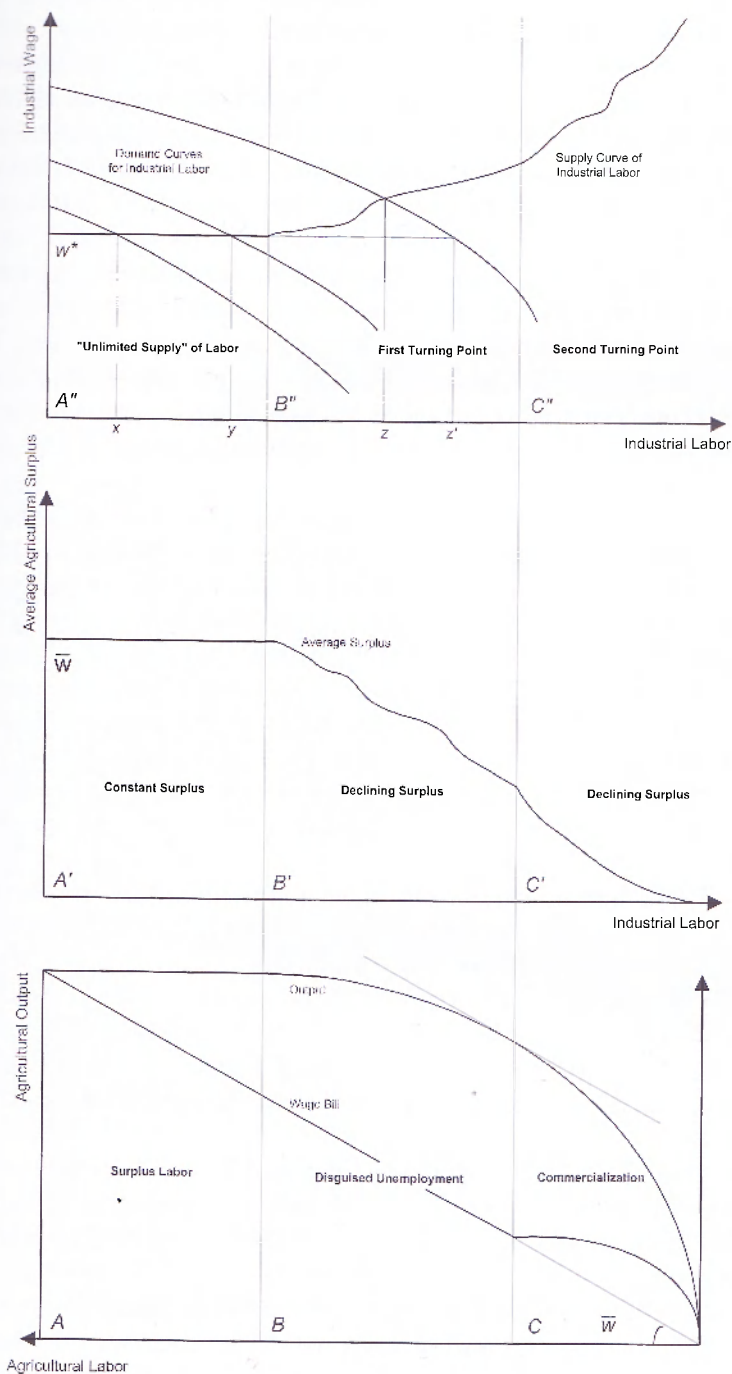 Industrial Wage
Demand Curves
for Industrial Labor
Supply Curve of
Industrial Labor
w*
"Unlimited Supply" of Labor
First Turning Point
Second Turning Point
A"
B"
C"
x
y
z
z'
Industrial Labor
Average Agricultural Surplus
Average Surplus
w̅
Constant Surplus
Declining Surplus
Declining Surplus
A'
B'
C'
Industrial Labor
Agricultural Output
Output
Wage Bill
Surplus Labor
Disguised Unemployment
Commercialization
A
B
C
w̅
Agricultural Labor